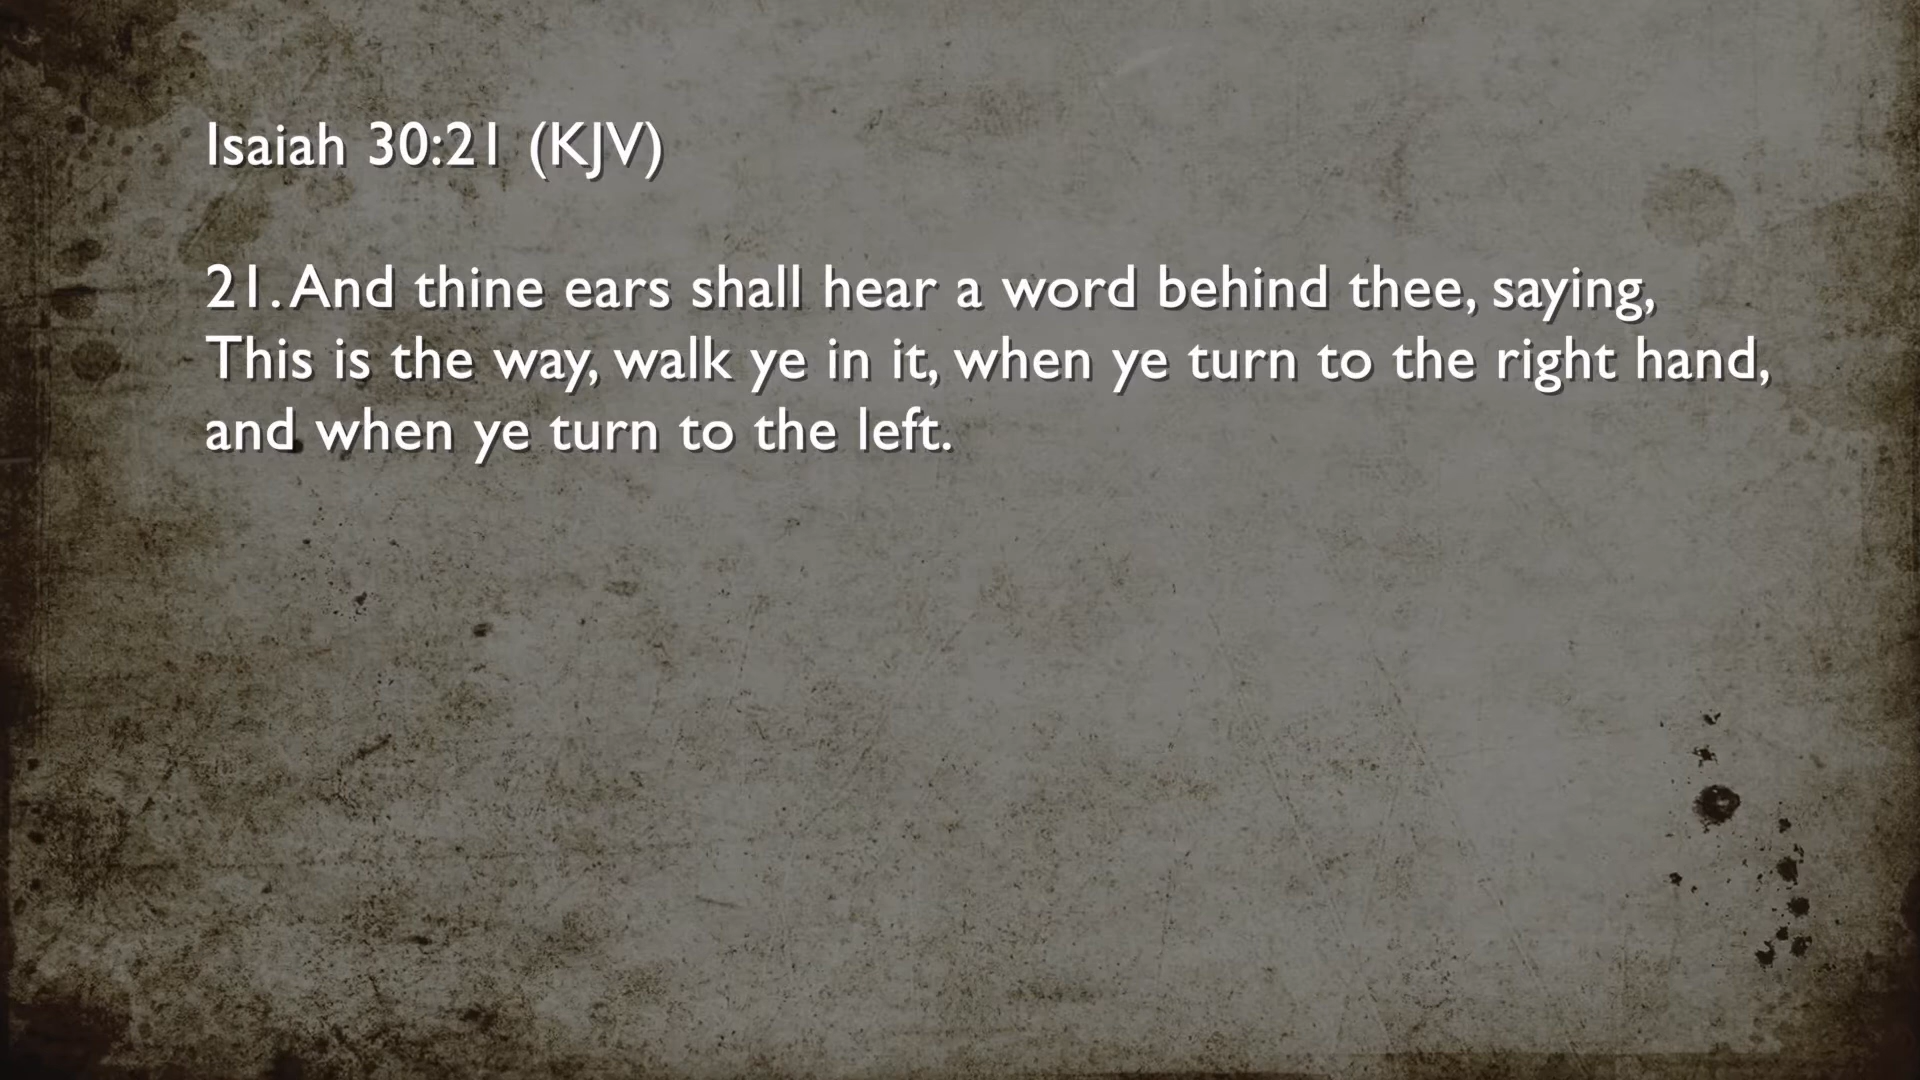 Isaiah 30:21 (KJV)
21. And thine ears shall hear a word behind thee, saying,
This is the way, walk ye in it, when ye turn to the right hand,
and when ye turn to the left.